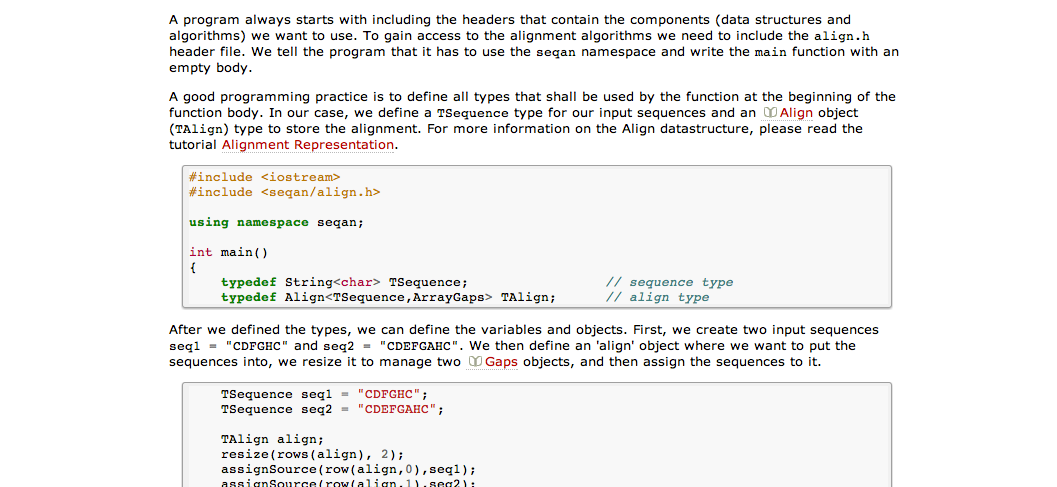 A program always starts with including the headers that contain the components (data structures and
algorithms) we want to use. To gain access to the alignment algorithms we need to include the align.h
header file. We tell the program that it has to use the seqan namespace and write the main function with an
empty body.
A good programming practice is to define all types that shall be used by the function at the beginning of the
function body. In our case, we define a TSequence type for our input sequences and an Align object
(TAlign) type to store the alignment. For more information on the Align datastructure, please read the
tutorial Alignment Representation.
#include <iostream>
#include <seqan/align.h>
using namespace seqan;
int main()
{
typedef String<char> TSequence; // sequence type
typedef Align<TSequence,ArrayGaps> TAlign; // align type
After we defined the types, we can define the variables and objects. First, we create two input sequences
seq1 = "CDFGHC" and seq2 = "CDEFGAHC". We then define an 'align' object where we want to put the
sequences into, we resize it to manage two Gaps objects, and then assign the sequences to it.
TSequence seq1 = "CDFGHC";
TSequence seq2 = "CDEFGAHC";
TAlign align;
resize(rows(align), 2);
assignSource(row(align,0),seq1);
assignSource(row(align,1),seq2);